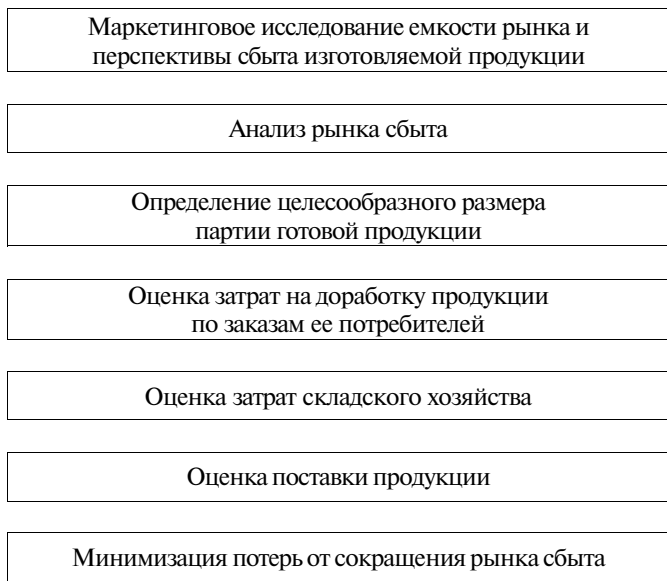 Маркетинговое исследование емкости рынка и
перспективы сбыта изготовляемой продукции
Анализ рынка сбыта
Определение целесообразного размера
партии готовой продукции
Оценка затрат на доработку продукции
по заказам ее потребителей
Оценка затрат складского хозяйства
Оценка поставки продукции
Минимизация потерь от сокращения рынка сбыта